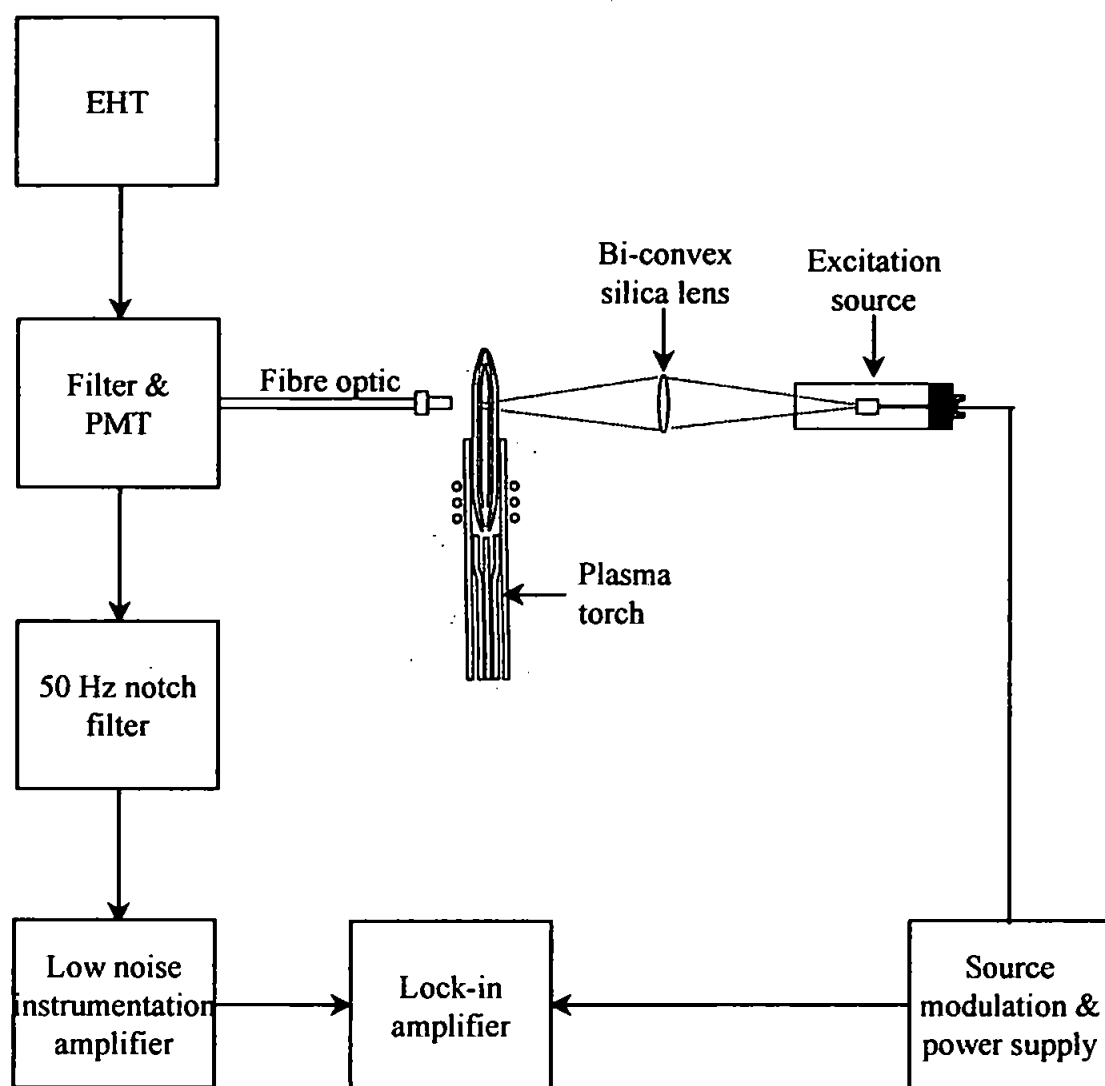 EHT
Bi-convex
silica lens
Excitation
source
Filter &
PMT
Fibre optic
Plasma
torch
50 Hz notch
filter
Low noise
instrumentation
amplifier
Lock-in
amplifier
Source
modulation &
power supply